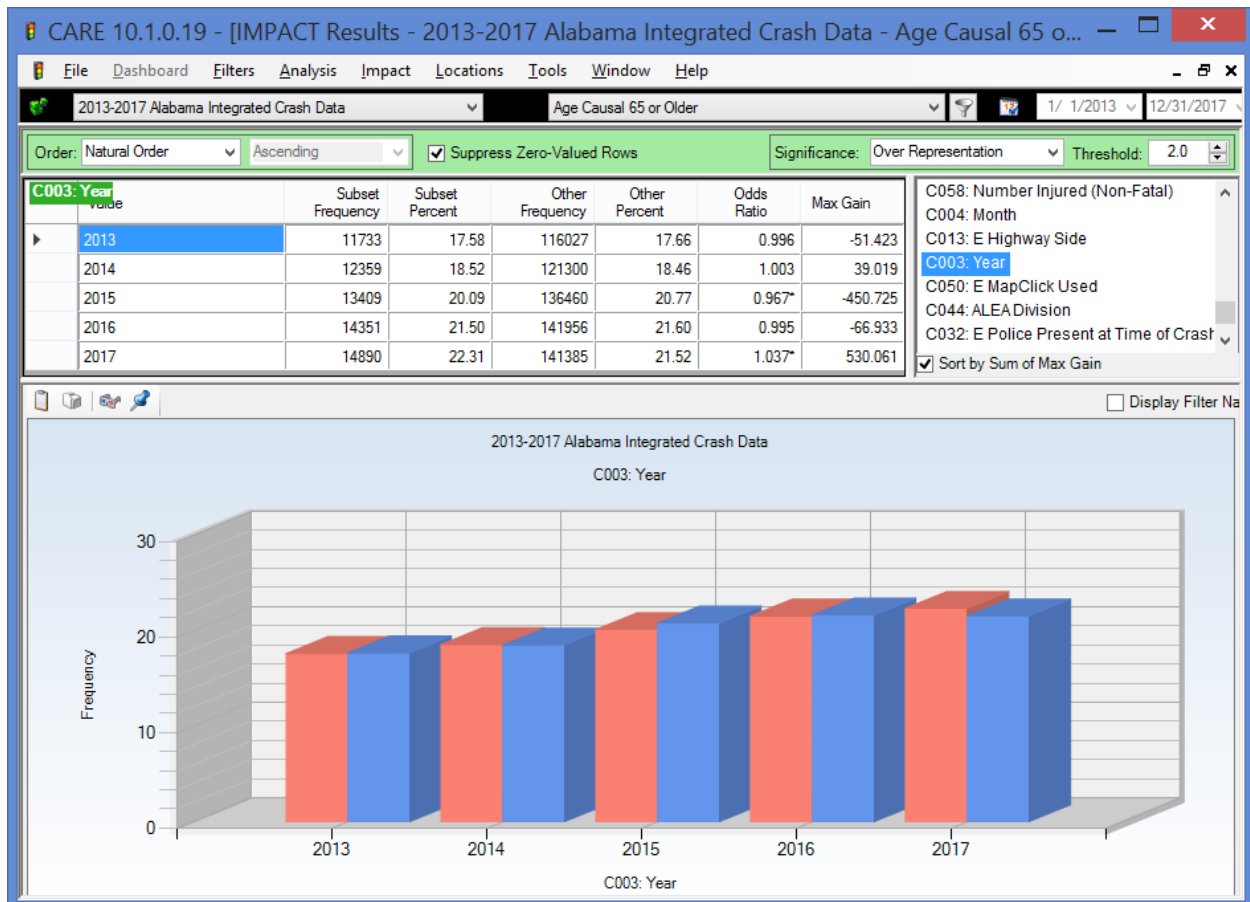 CARE 10.1.0.19 - [IMPACT Results - 2013-2017 Alabama Integrated Crash Data - Age Causal 65 o...
File Dashboard Filters Analysis Impact Locations Tools Window Help
2013-2017 Alabama Integrated Crash Data Age Causal 65 or Older 1/ 1/2013 12/31/2017
Order: Natural Order Ascending Suppress Zero-Valued Rows Significance: Over Representation Threshold: 2.0
C003: Year
Value Subset Frequency Subset Percent Other Frequency Other Percent Odds Ratio Max Gain
2013 11733 17.58 116027 17.66 0.996 -51.423
2014 12359 18.52 121300 18.46 1.003 39.019
2015 13409 20.09 136460 20.77 0.967* -450.725
2016 14351 21.50 141956 21.60 0.995 -66.933
2017 14890 22.31 141385 21.52 1.037* 530.061
C058: Number Injured (Non-Fatal)
C004: Month
C013: E Highway Side
C003: Year
C050: E MapClick Used
C044: ALEA Division
C032: E Police Present at Time of Crash
Sort by Sum of Max Gain
Display Filter Na
2013-2017 Alabama Integrated Crash Data
C003: Year
30
20
10
0
Frequency
2013 2014 2015 2016 2017
C003: Year